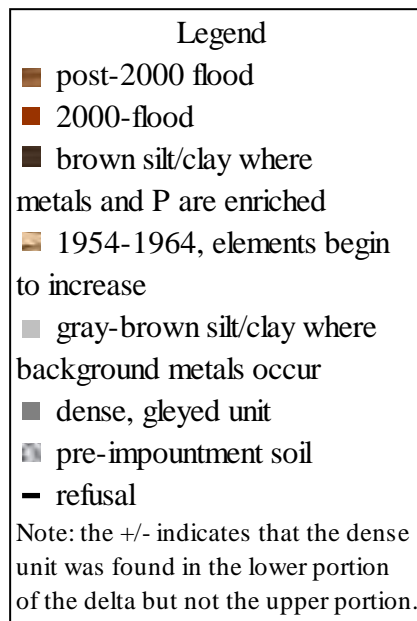 Legend
post-2000 flood
2000-flood
brown silt/clay where
metals and P are enriched
1954-1964, elements begin
to increase
gray-brown silt/clay where
background metals occur
dense, gleyed unit
pre-impountment soil
refusal
Note: the +/- indicates that the dense
unit was found in the lower portion
of the delta but not the upper portion.